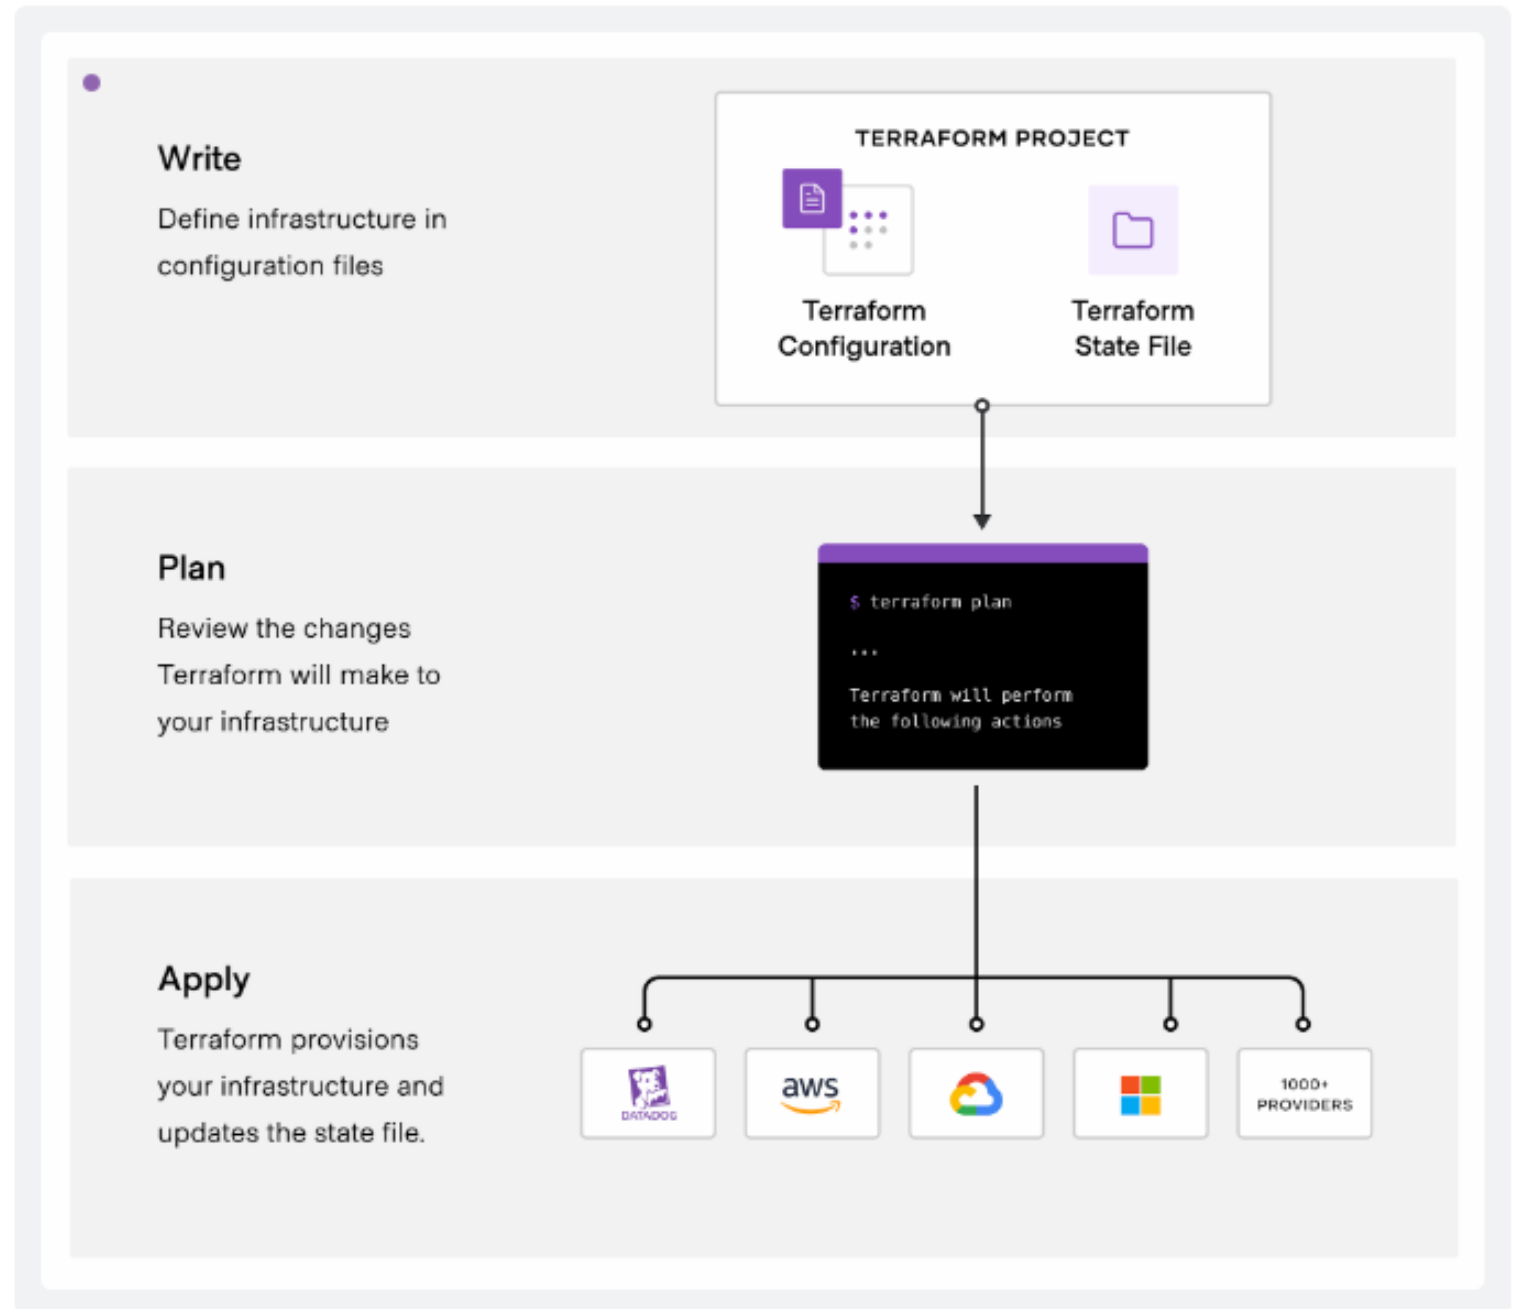 Write
Define infrastructure in
configuration files
TERRAFORM PROJECT
Terraform
Configuration
Terraform
State File
Plan
Review the changes
Terraform will make to
your infrastructure
$ terraform plan
...
Terraform will perform
the following actions
Apply
Terraform provisions
your infrastructure and
updates the state file.
DATADOG
aws
1000+
PROVIDERS